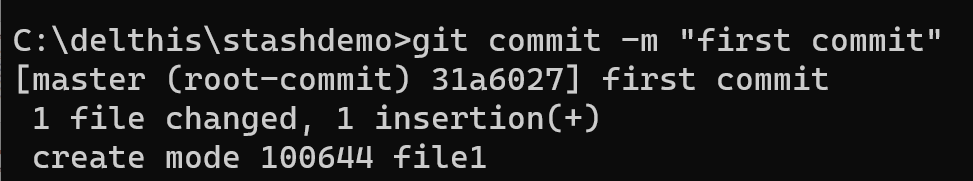 C:\delthis\stashdemo>git commit -m "first commit"
[master (root-commit) 31a6027] first commit
 1 file changed, 1 insertion(+)
 create mode 100644 file1